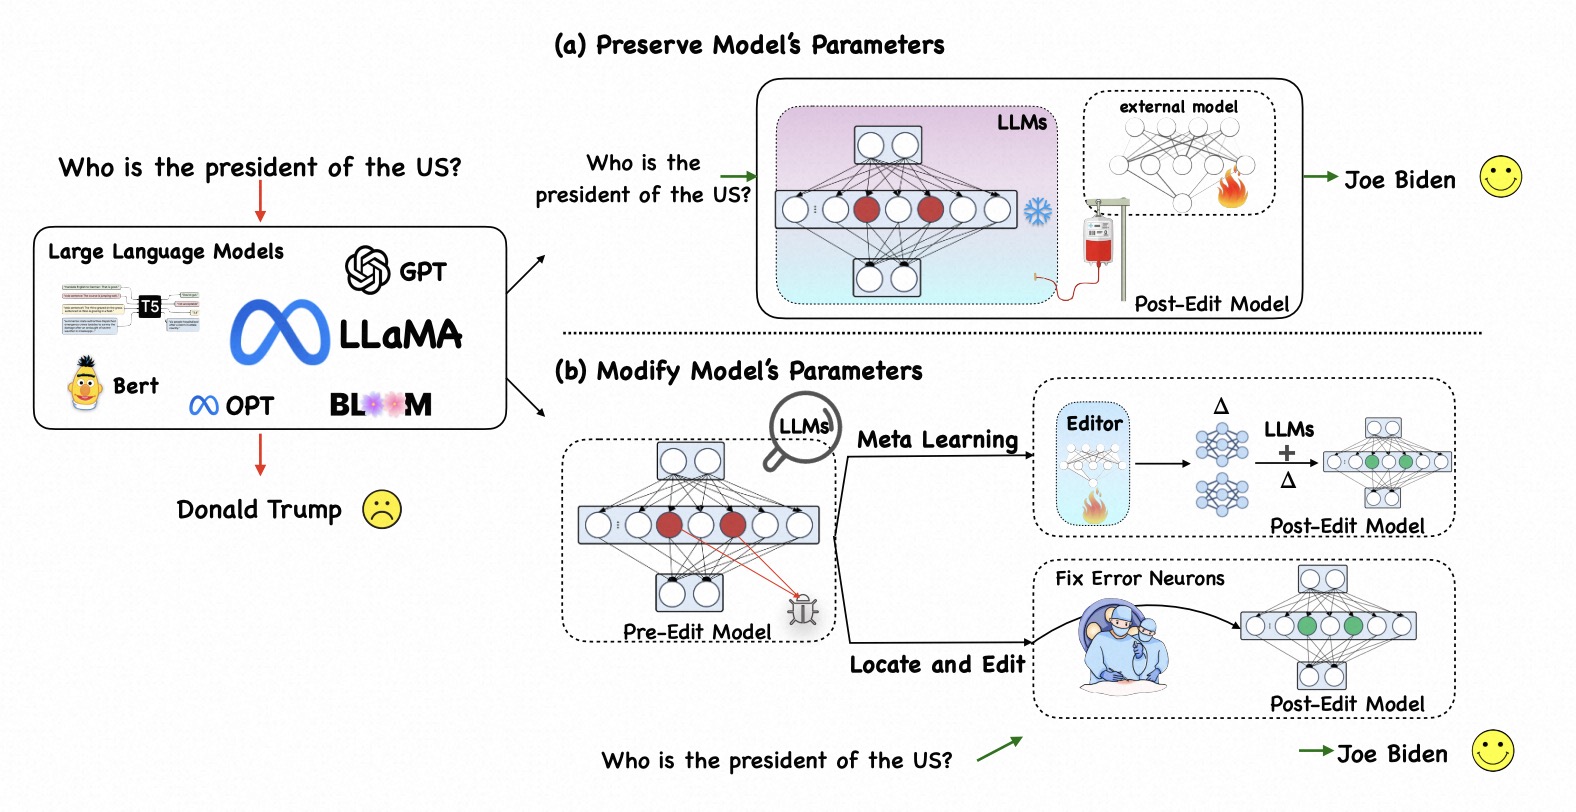 Who is the president of the US?
Large Language Models
GPT
T5
LLaMA
Bert
OPT
BLOOM
Donald Trump
(a) Preserve Model's Parameters
Who is the
president of the US?
LLMs
external model
Post-Edit Model
Joe Biden
(b) Modify Model's Parameters
LLMs
Pre-Edit Model
Meta Learning
Editor
Δ
LLMs
+
Δ
Post-Edit Model
Locate and Edit
Fix Error Neurons
Post-Edit Model
Who is the president of the US?
Joe Biden